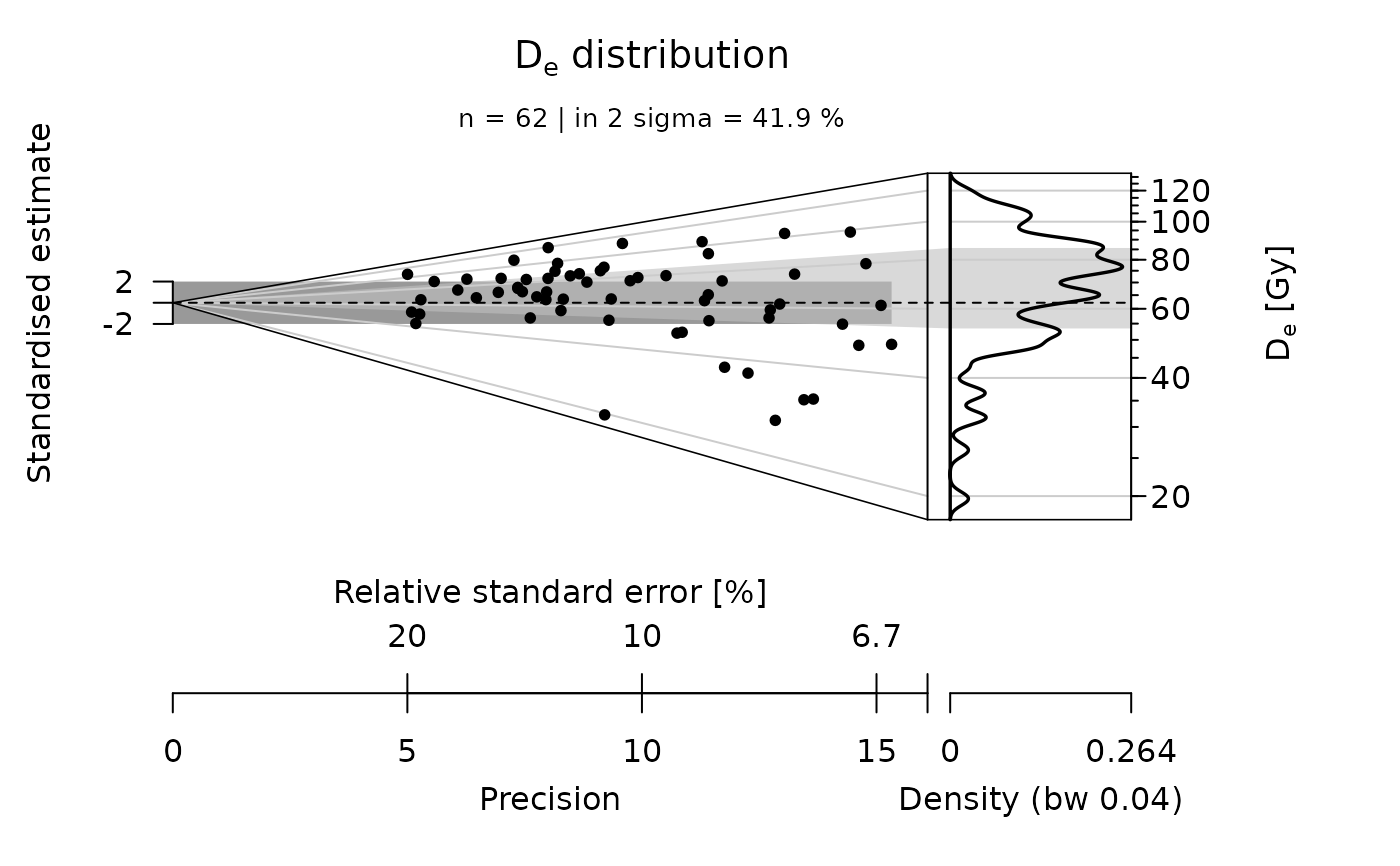 De distribution
n = 62 | in 2 sigma = 41.9 %
Standardised estimate
2
-2
120
100
80
60
40
20
De [Gy]
Relative standard error [%]
20 10 6.7
0 5 10 15 0 0.264
Precision Density (bw 0.04)